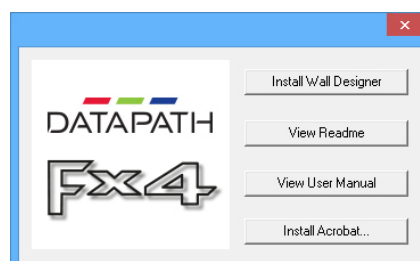 DATAPATH
Fx4
Install Wall Designer
View Readme
View User Manual
Install Acrobat...